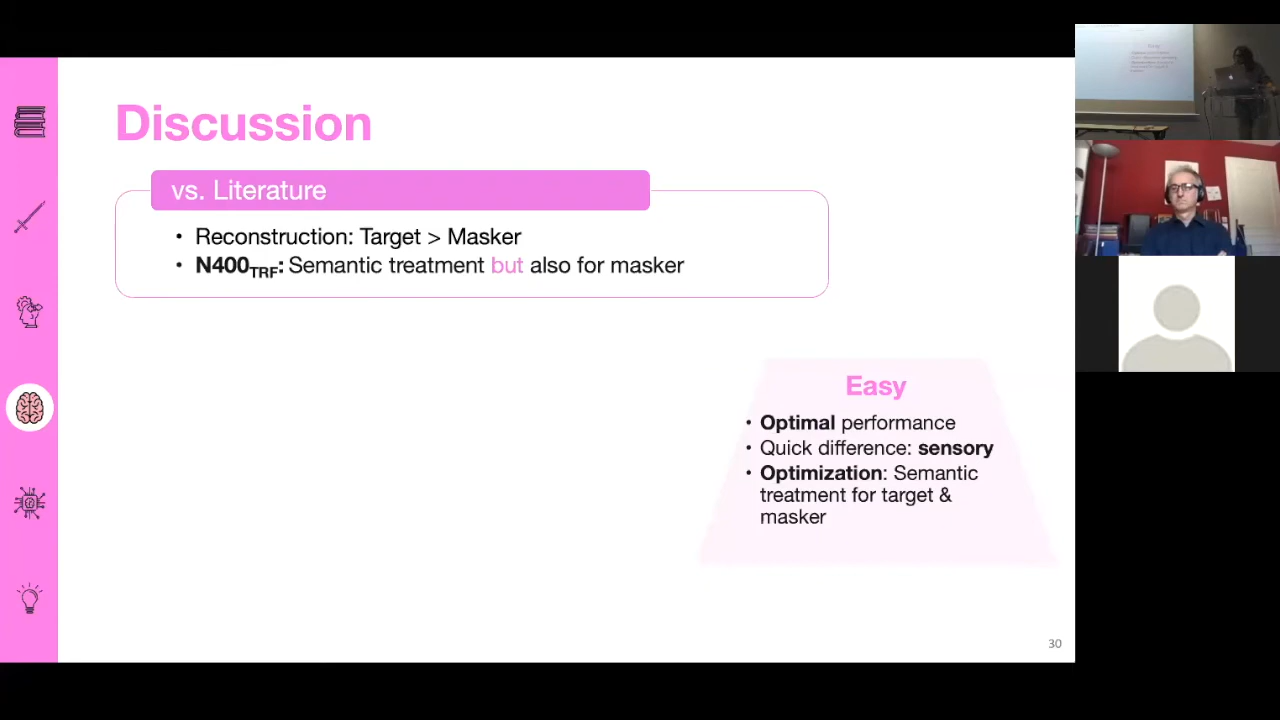 Discussion
vs. Literature
• Reconstruction: Target > Masker
• N400TRF: Semantic treatment but also for masker
Easy
• Optimal performance
• Quick difference: sensory
• Optimization: Semantic
treatment for target &
masker
30